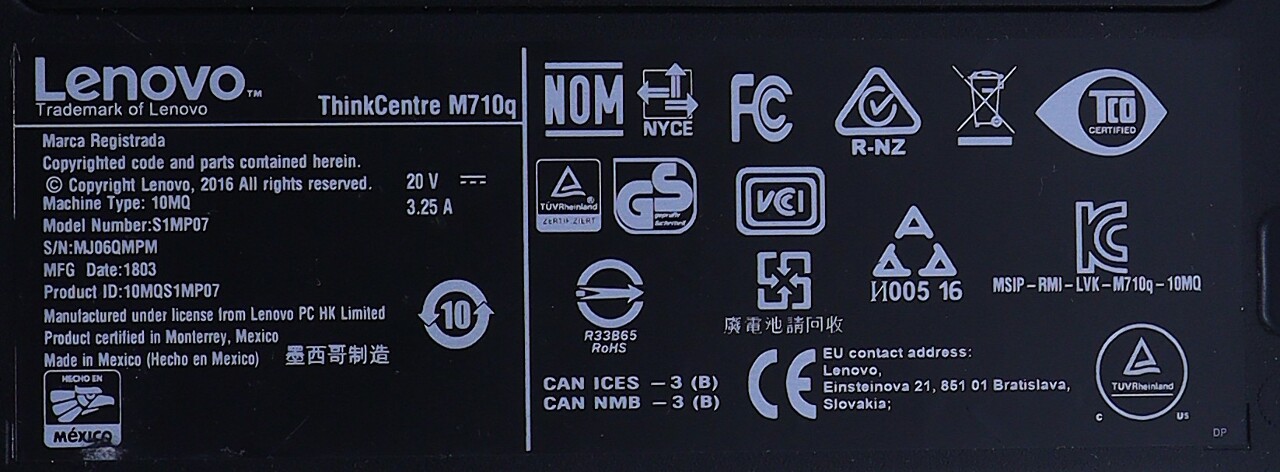 Lenovo™
Trademark of Lenovo
ThinkCentre M710q
Marca Registrada
Copyrighted code and parts contained herein.
© Copyright Lenovo, 2016 All rights reserved.
Machine Type: 10MQ
Model Number:S1MP07
S/N:MJ06QMPM
MFG Date:1803
Product ID:10MQS1MP07
Manufactured under license from Lenovo PC HK Limited
Product certified in Monterrey, Mexico
Made in Mexico (Hecho en Mexico) 墨西哥制造
20 V
3.25 A
10
HECHO EN
MÉXICO
NOM
NYCE
FC
R-NZ
TCO
CERTIFIED
TÜVRheinland®
ZERTIFIZIERT
GS
geprüfte
Sicherheit
VCI
R33B65
RoHS
廢電池請回收
И005 16
KC
MSIP-RMI-LVK-M710q-10MQ
CAN ICES - 3 (B)
CAN NMB - 3 (B)
CE
EU contact address:
Lenovo,
Einsteinova 21, 851 01 Bratislava,
Slovakia;
TÜVRheinland
C US
DP